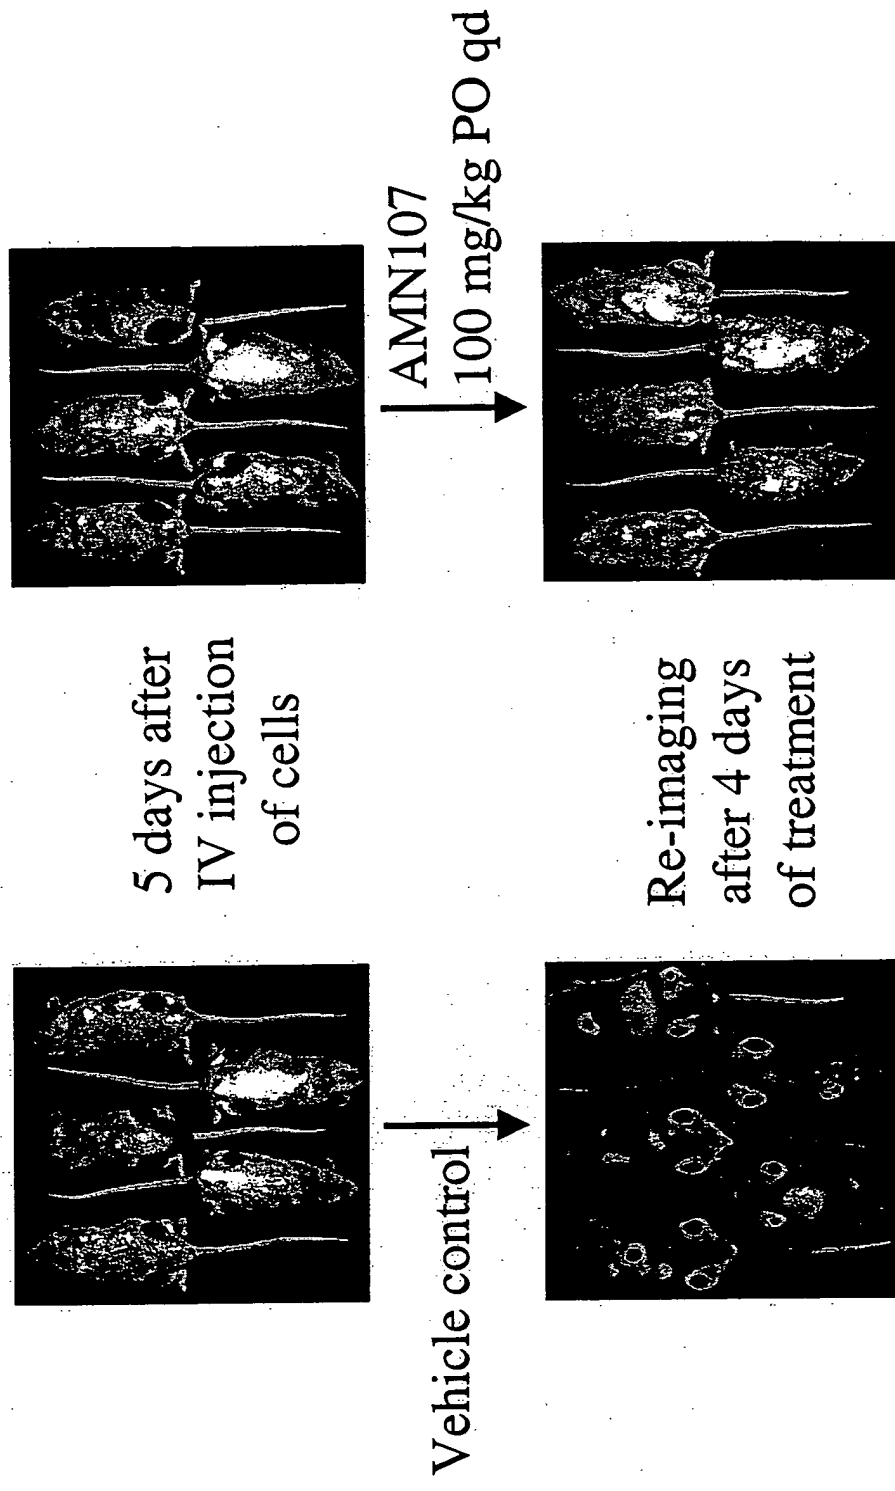 5 days after
IV injection
of cells
Vehicle control
AMN107
100 mg/kg PO qd
Re-imaging
after 4 days
of treatment